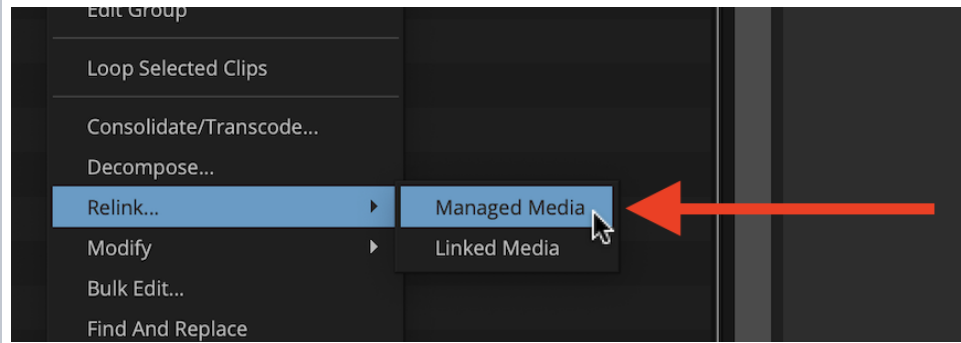 Edit Group
Loop Selected Clips
Consolidate/Transcode...
Decompose...
Relink...
Managed Media
Modify
Linked Media
Bulk Edit...
Find And Replace